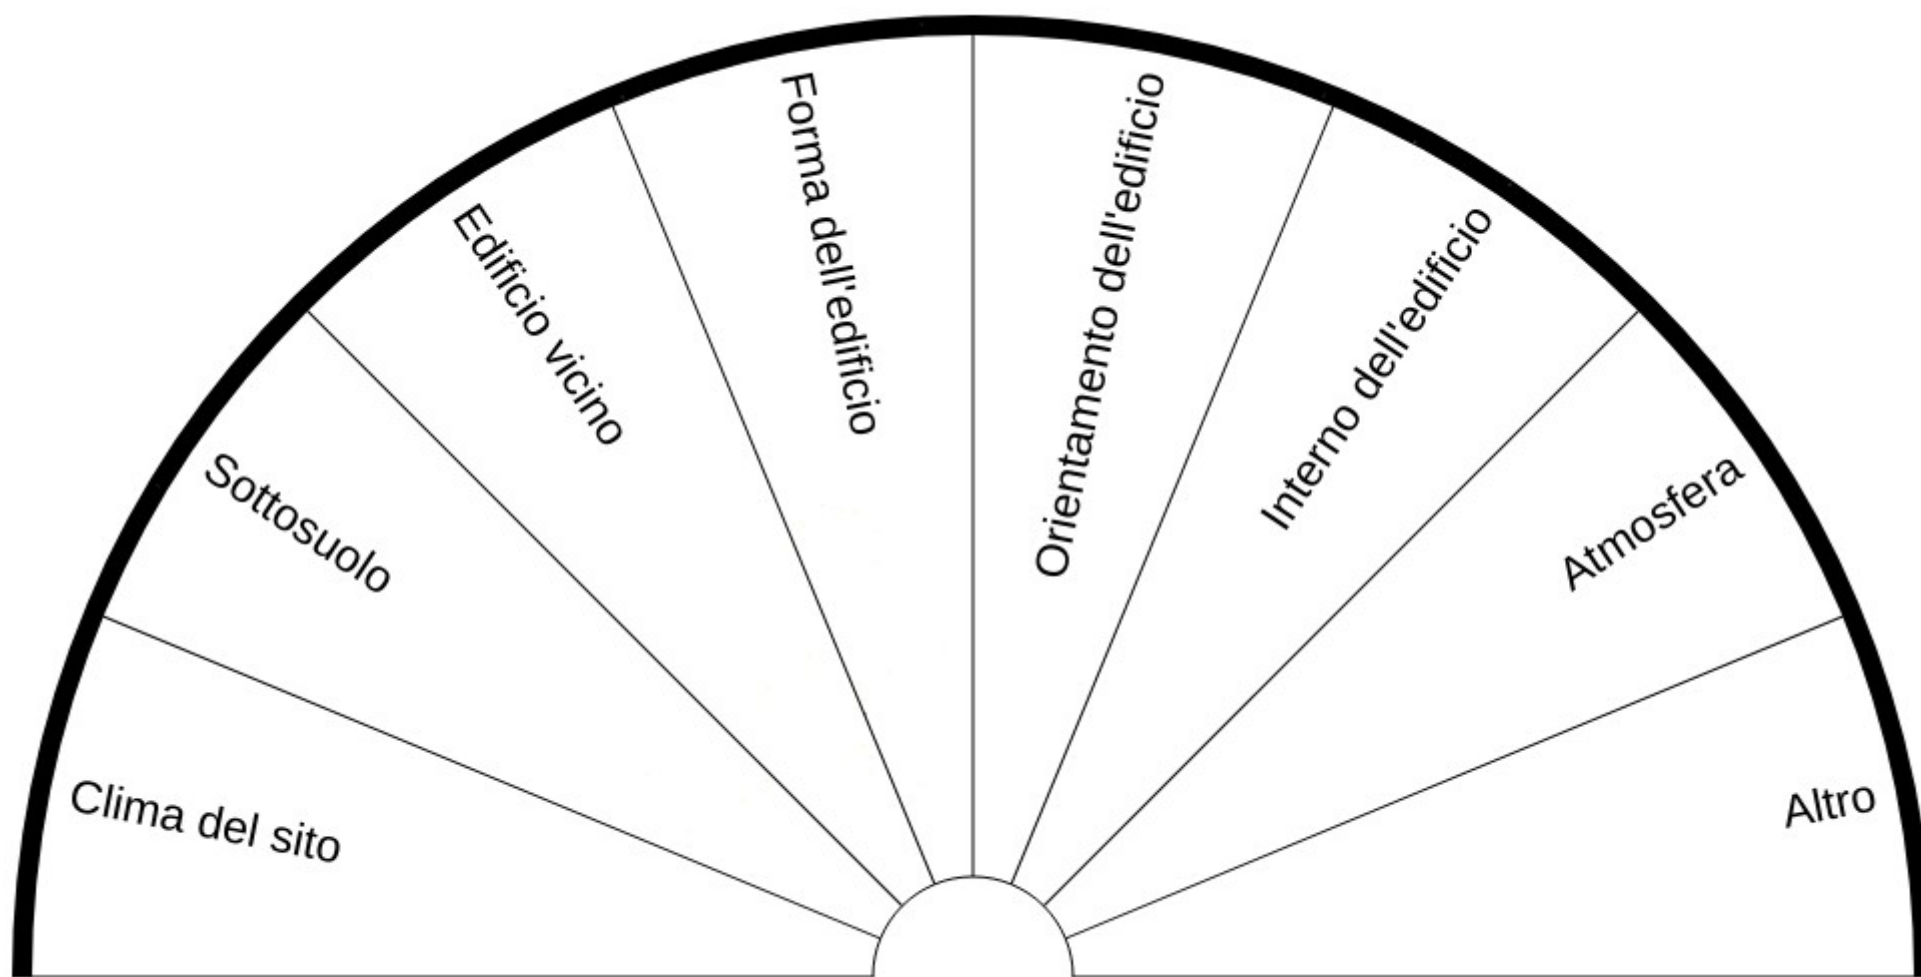 Clima del sito
Sottosuolo
Edificio vicino
Forma dell'edificio
Orientamento dell'edificio
Interno dell'edificio
Atmosfera
Altro